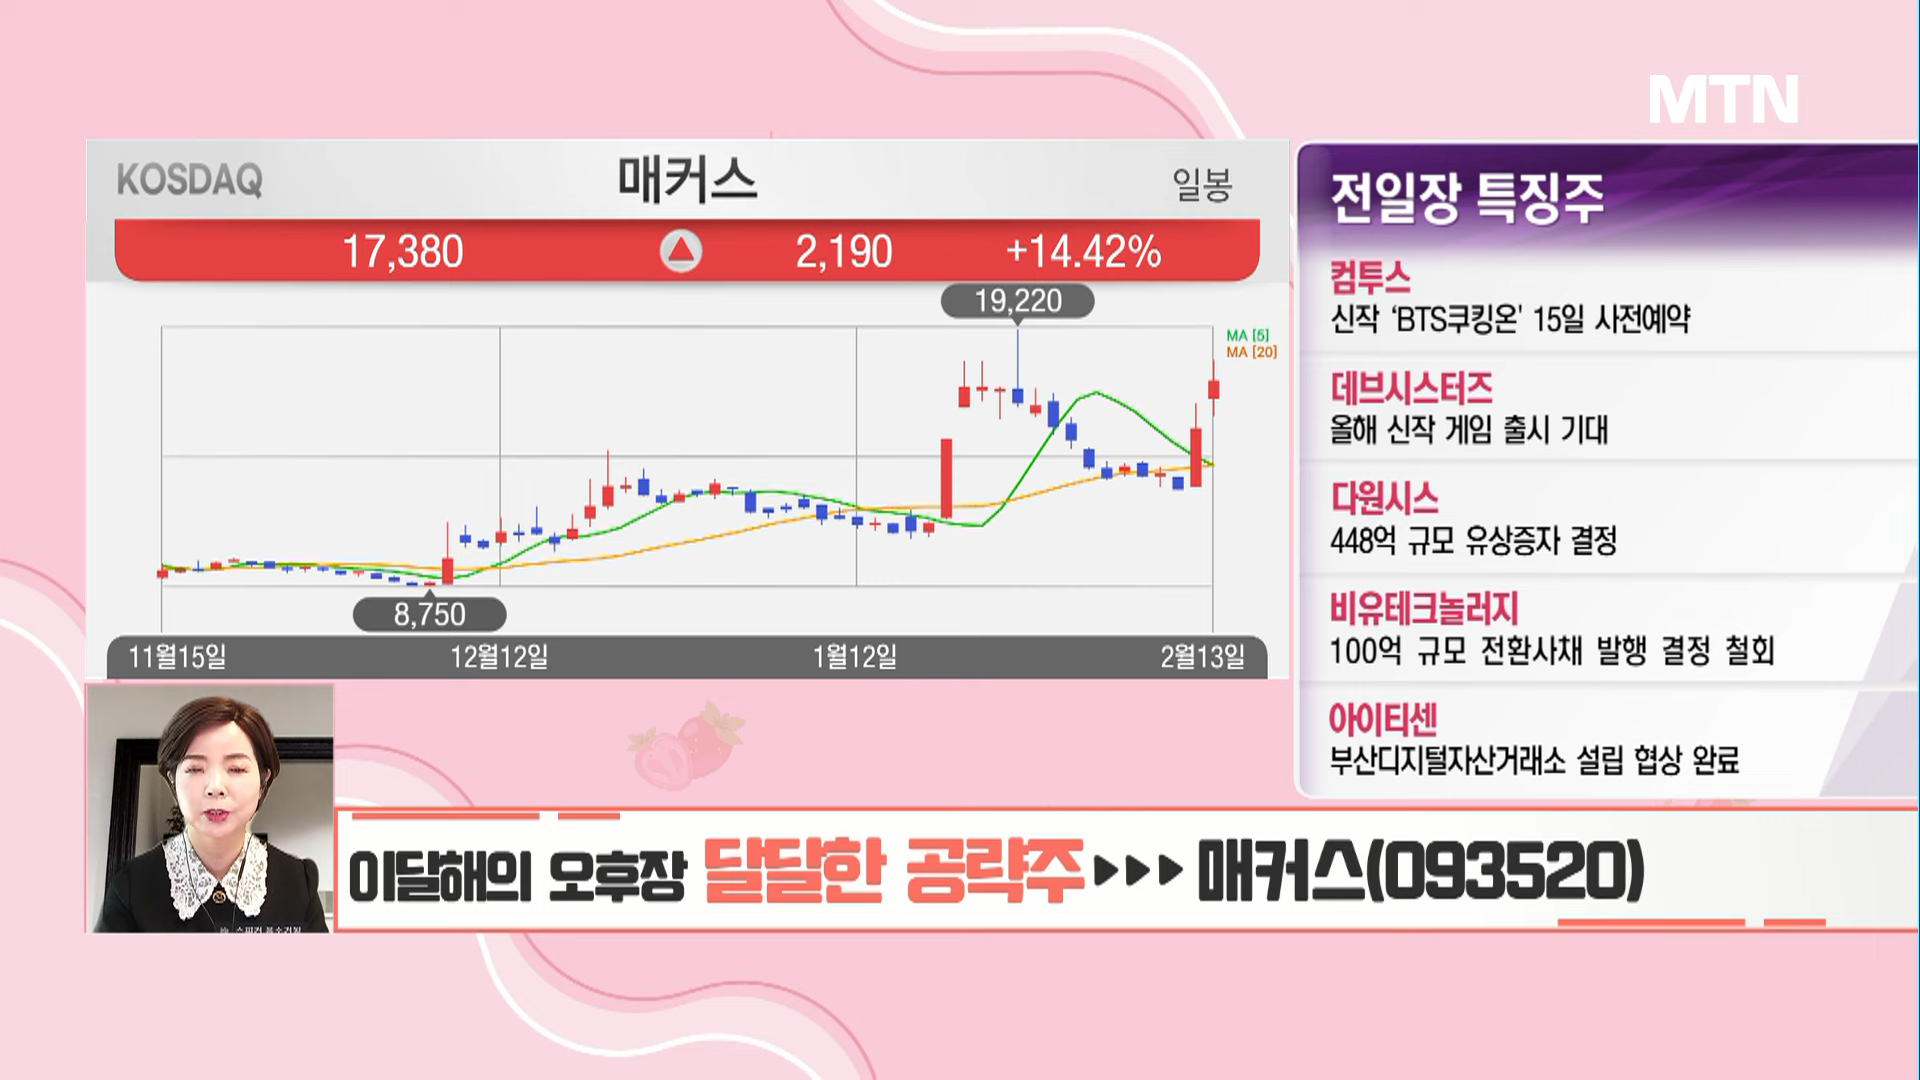 MTN
KOSDAQ
매커스
일봉
17,380 2,190 +14.42%
19,220
MA [5]
MA [20]
8,750
11월15일 12월12일 1월12일 2월13일
전일장 특징주
컴투스
신작 ‘BTS쿠킹온' 15일 사전예약
데브시스터즈
올해 신작 게임 출시 기대
다원시스
448억 규모 유상증자 결정
비유테크놀러지
100억 규모 전환사채 발행 결정 철회
아이티센
부산디지털자산거래소 설립 협상 완료
이달해의 오후장 달달한 공략주▶▶▶매커스(093520)